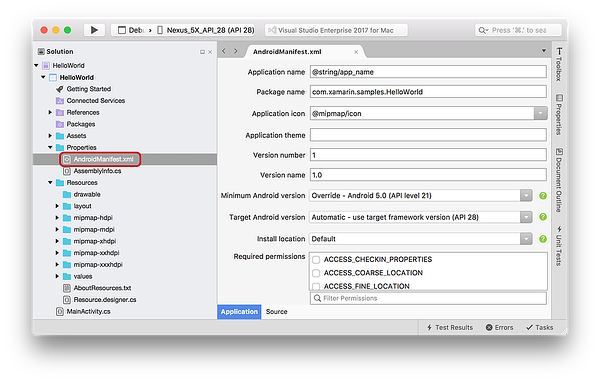 Debu
Nexus_5X_API_28 (API 28)
Visual Studio Enterprise 2017 for Mac
Press '⌘.' to sea
Solution
AndroidManifest.xml
HelloWorld
HelloWorld
Getting Started
Connected Services
References
Packages
Assets
Properties
AndroidManifest.xml
AssemblyInfo.cs
Resources
drawable
layout
mipmap-hdpi
mipmap-mdpi
mipmap-xhdpi
mipmap-xxhdpi
mipmap-xxxhdpi
values
AboutResources.txt
Resource.designer.cs
MainActivity.cs
Application name @string/app_name
Package name com.xamarin.samples.HelloWorld
Application icon @mipmap/icon
Application theme
Version number 1
Version name 1.0
Minimum Android version Override - Android 5.0 (API level 21)
Target Android version Automatic - use target framework version (API 28)
Install location Default
Required permissions ACCESS_CHECKIN_PROPERTIES
ACCESS_COARSE_LOCATION
ACCESS_FINE_LOCATION
Filter Permissions
Application Source
Toolbox
Properties
Document Outline
Unit Tests
Test Results Errors Tasks